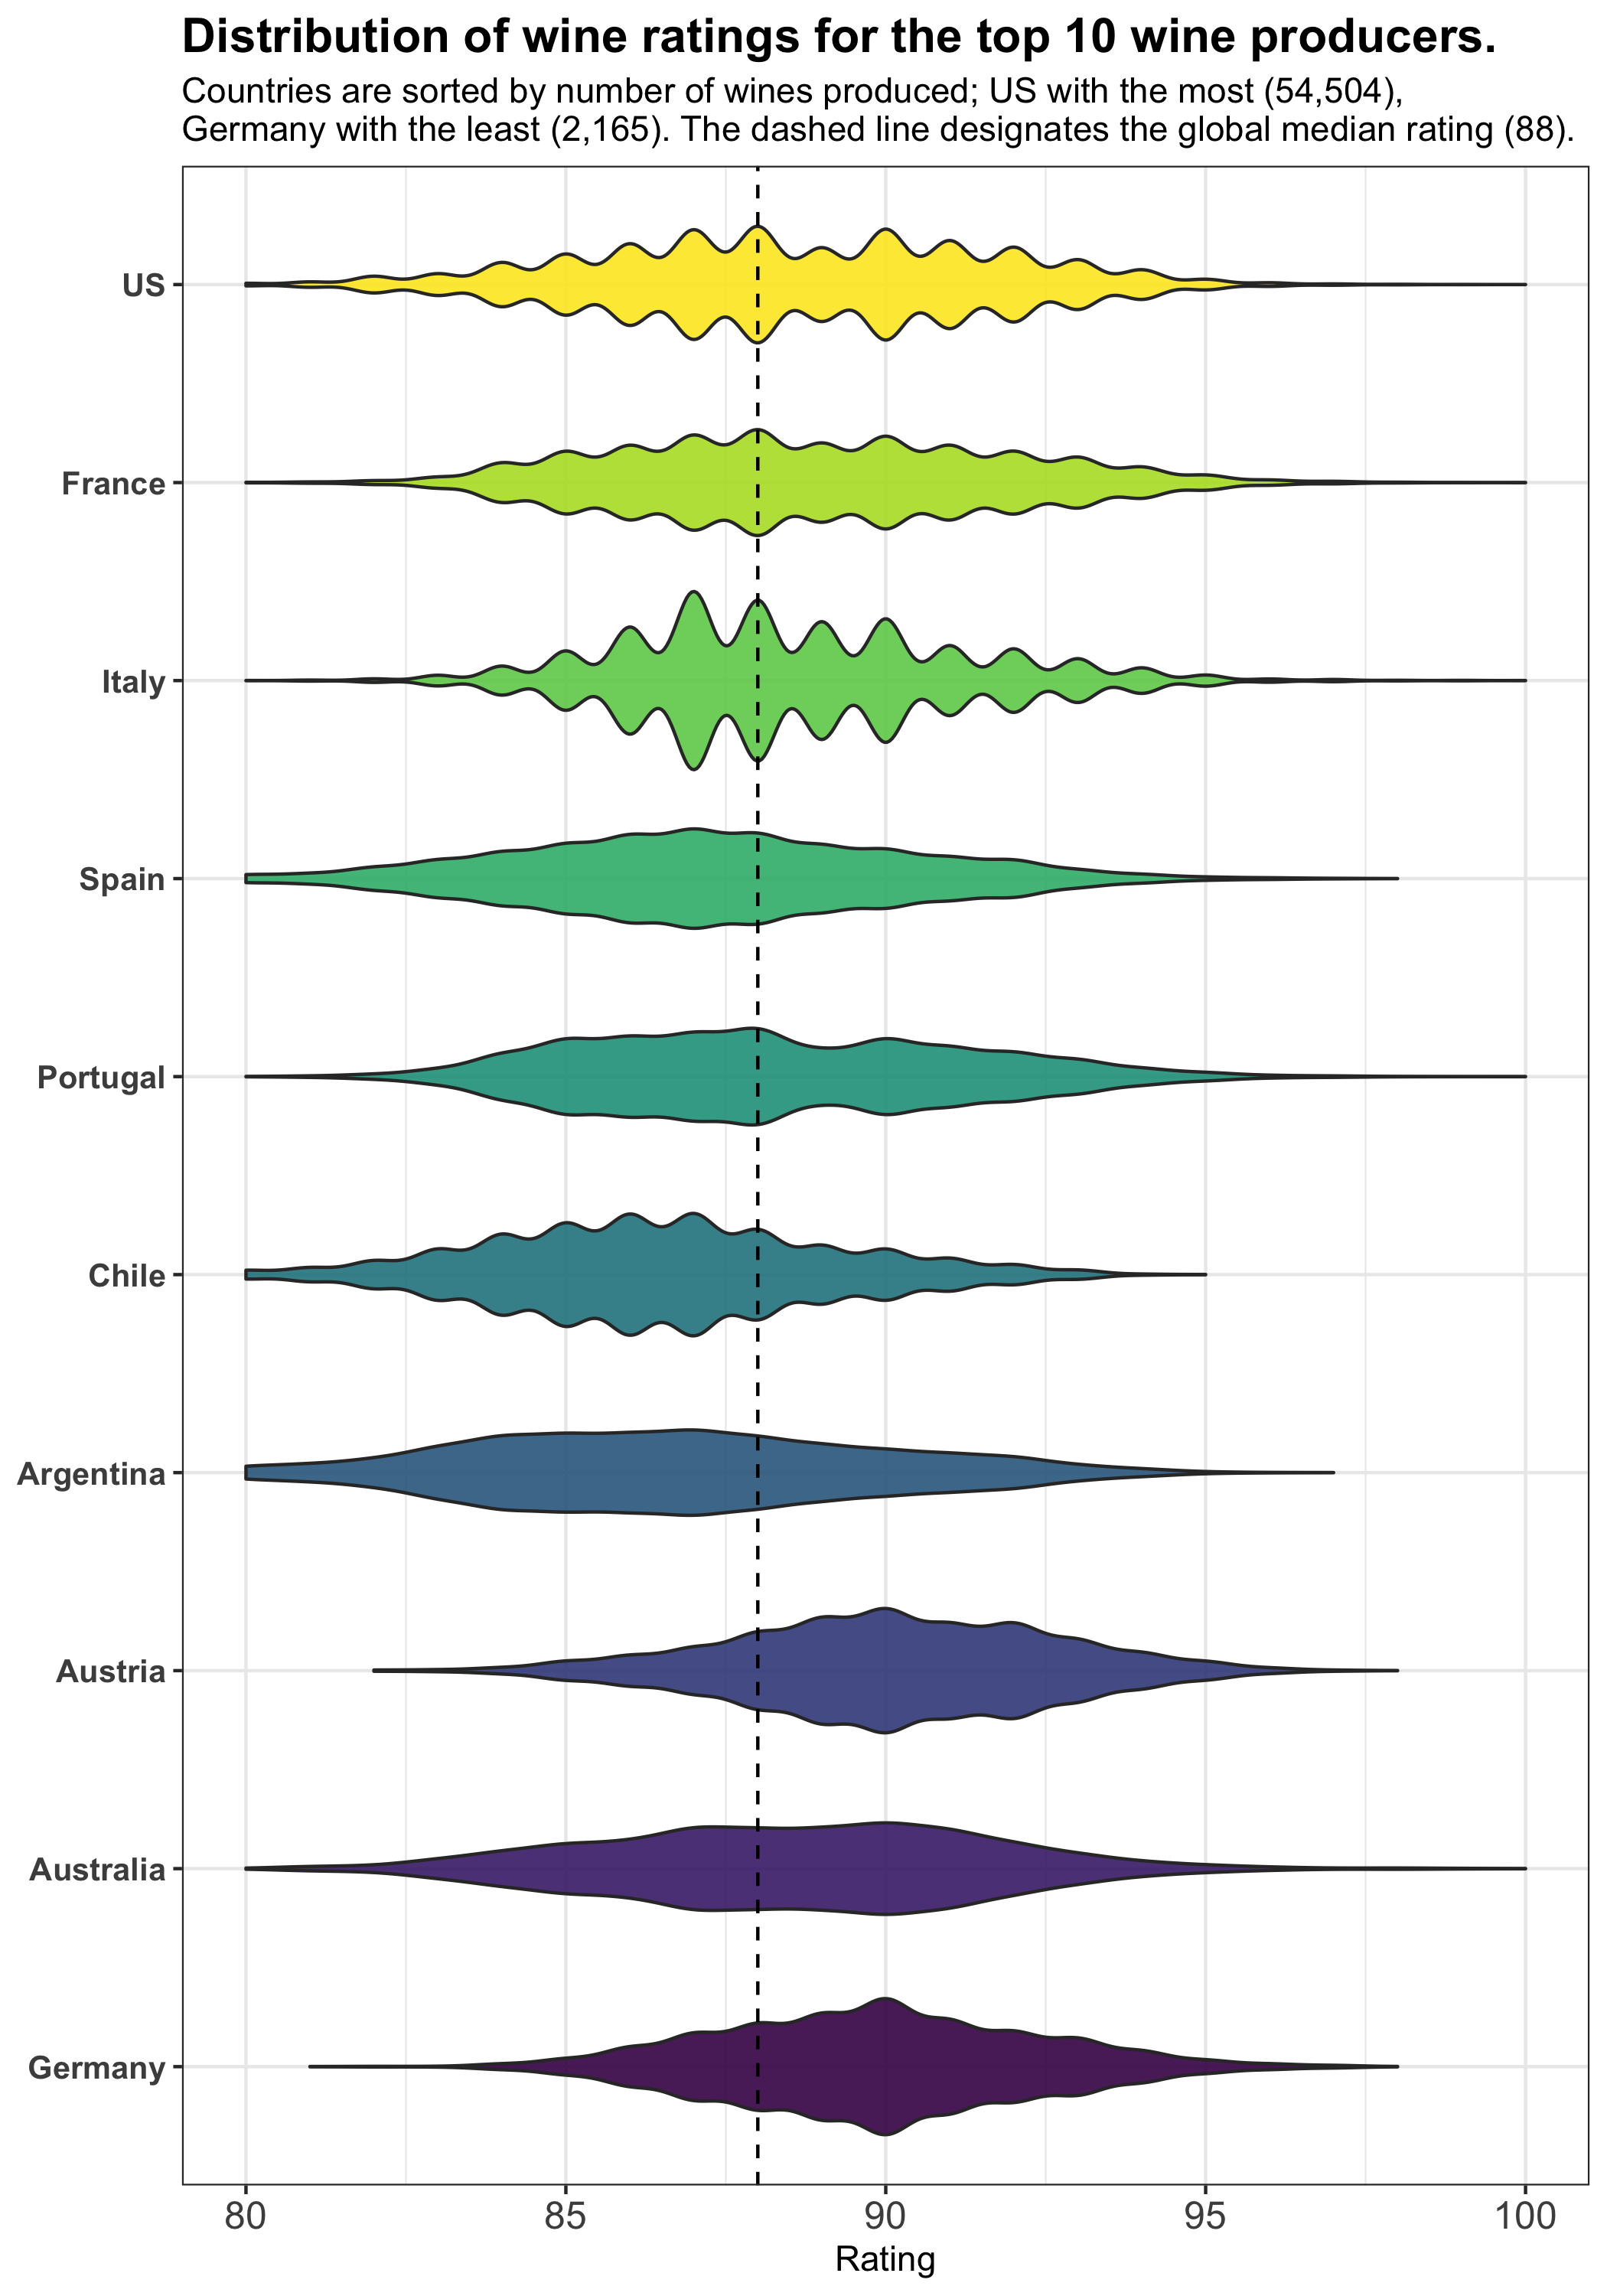 Distribution of wine ratings for the top 10 wine producers.
Countries are sorted by number of wines produced; US with the most (54,504),
Germany with the least (2,165). The dashed line designates the global median rating (88).
US
France
Italy
Spain
Portugal
Chile
Argentina
Austria
Australia
Germany
80 85 90 95 100
Rating